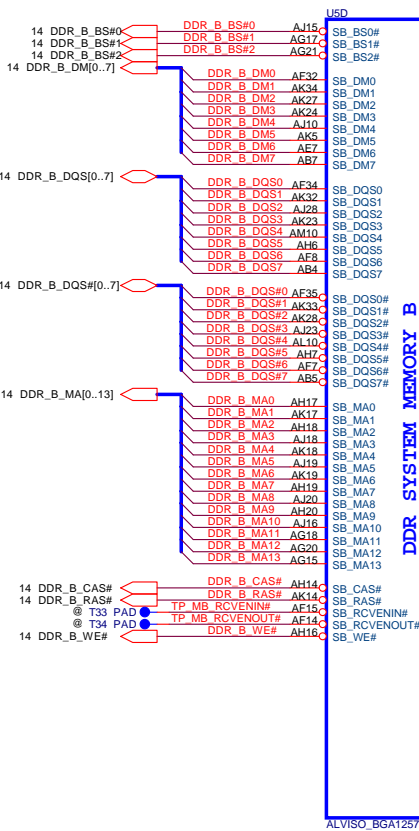 U5D
14 DDR_B_BS#0 DDR_B_BS#0 AJ15 SB_BS0#
14 DDR_B_BS#1 DDR_B_BS#1 AG17 SB_BS1#
14 DDR_B_BS#2 DDR_B_BS#2 AG21 SB_BS2#
14 DDR_B_DM[0..7]
DDR_B_DM0 AF32 SB_DM0
DDR_B_DM1 AK34 SB_DM1
DDR_B_DM2 AK27 SB_DM2
DDR_B_DM3 AK24 SB_DM3
DDR_B_DM4 AJ10 SB_DM4
DDR_B_DM5 AK5 SB_DM5
DDR_B_DM6 AE7 SB_DM6
DDR_B_DM7 AB7 SB_DM7
14 DDR_B_DQS[0..7]
DDR_B_DQS0 AF34 SB_DQS0
DDR_B_DQS1 AK32 SB_DQS1
DDR_B_DQS2 AJ28 SB_DQS2
DDR_B_DQS3 AK23 SB_DQS3
DDR_B_DQS4 AM10 SB_DQS4
DDR_B_DQS5 AH6 SB_DQS5
DDR_B_DQS6 AF8 SB_DQS6
DDR_B_DQS7 AB4 SB_DQS7
14 DDR_B_DQS#[0..7]
DDR_B_DQS#0 AF35 SB_DQS0#
DDR_B_DQS#1 AK33 SB_DQS1#
DDR_B_DQS#2 AK28 SB_DQS2#
DDR_B_DQS#3 AJ23 SB_DQS3#
DDR_B_DQS#4 AL10 SB_DQS4#
DDR_B_DQS#5 AH7 SB_DQS5#
DDR_B_DQS#6 AF7 SB_DQS6#
DDR_B_DQS#7 AB5 SB_DQS7#
14 DDR_B_MA[0..13]
DDR_B_MA0 AH17 SB_MA0
DDR_B_MA1 AK17 SB_MA1
DDR_B_MA2 AH18 SB_MA2
DDR_B_MA3 AJ18 SB_MA3
DDR_B_MA4 AK18 SB_MA4
DDR_B_MA5 AJ19 SB_MA5
DDR_B_MA6 AK19 SB_MA6
DDR_B_MA7 AH19 SB_MA7
DDR_B_MA8 AJ20 SB_MA8
DDR_B_MA9 AH20 SB_MA9
DDR_B_MA10 AJ16 SB_MA10
DDR_B_MA11 AG18 SB_MA11
DDR_B_MA12 AG20 SB_MA12
DDR_B_MA13 AG15 SB_MA13
14 DDR_B_CAS# DDR_B_CAS# AH14 SB_CAS#
14 DDR_B_RAS# DDR_B_RAS# AK14 SB_RAS#
@ T33 PAD TP_MB_RCVENIN# AF15 SB_RCVENIN#
@ T34 PAD TP_MB_RCVENOUT# AF14 SB_RCVENOUT#
14 DDR_B_WE# DDR_B_WE# AH16 SB_WE#
DDR SYSTEM MEMORY B
ALVISO_BGA1257